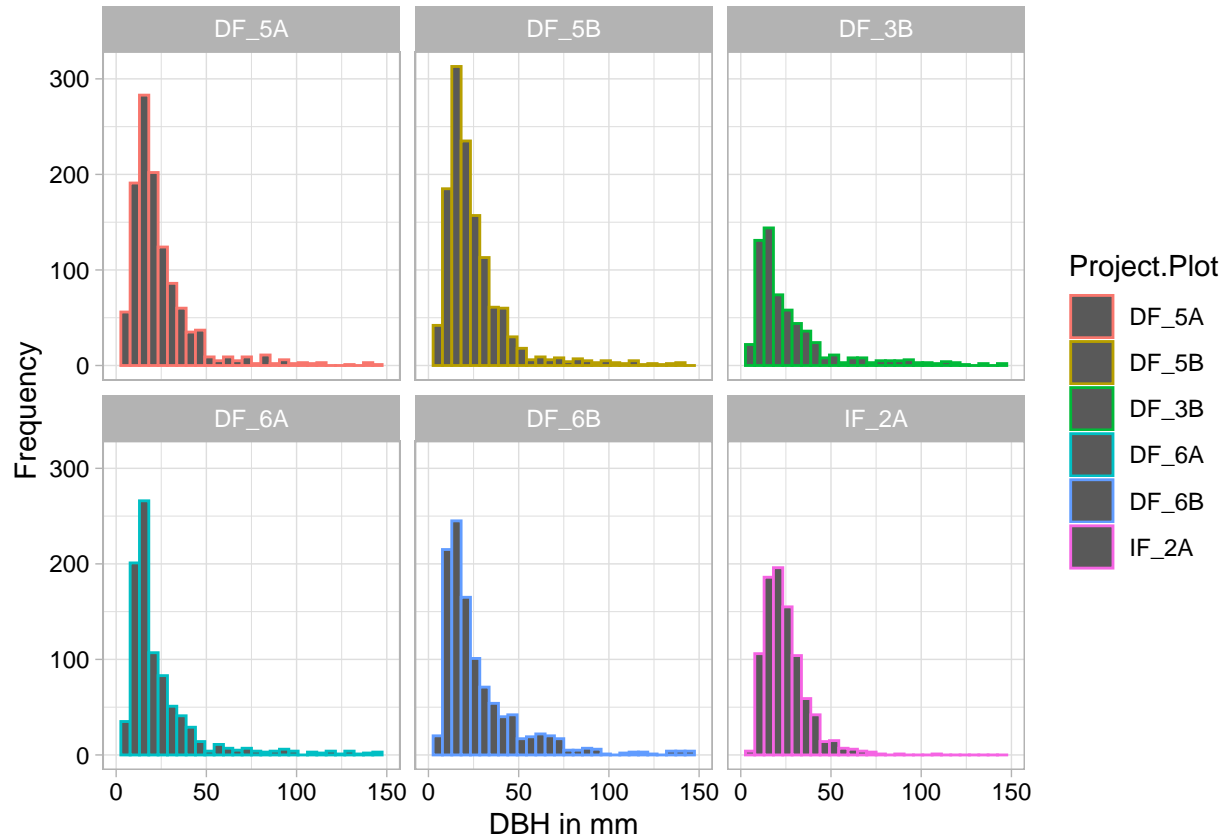 DF_5A
DF_5B
DF_3B
300
200
100
0
DF_6A
DF_6B
IF_2A
300
200
100
0
0 50 100 150
0 50 100 150
0 50 100 150
Frequency
DBH in mm
Project.Plot
DF_5A
DF_5B
DF_3B
DF_6A
DF_6B
IF_2A